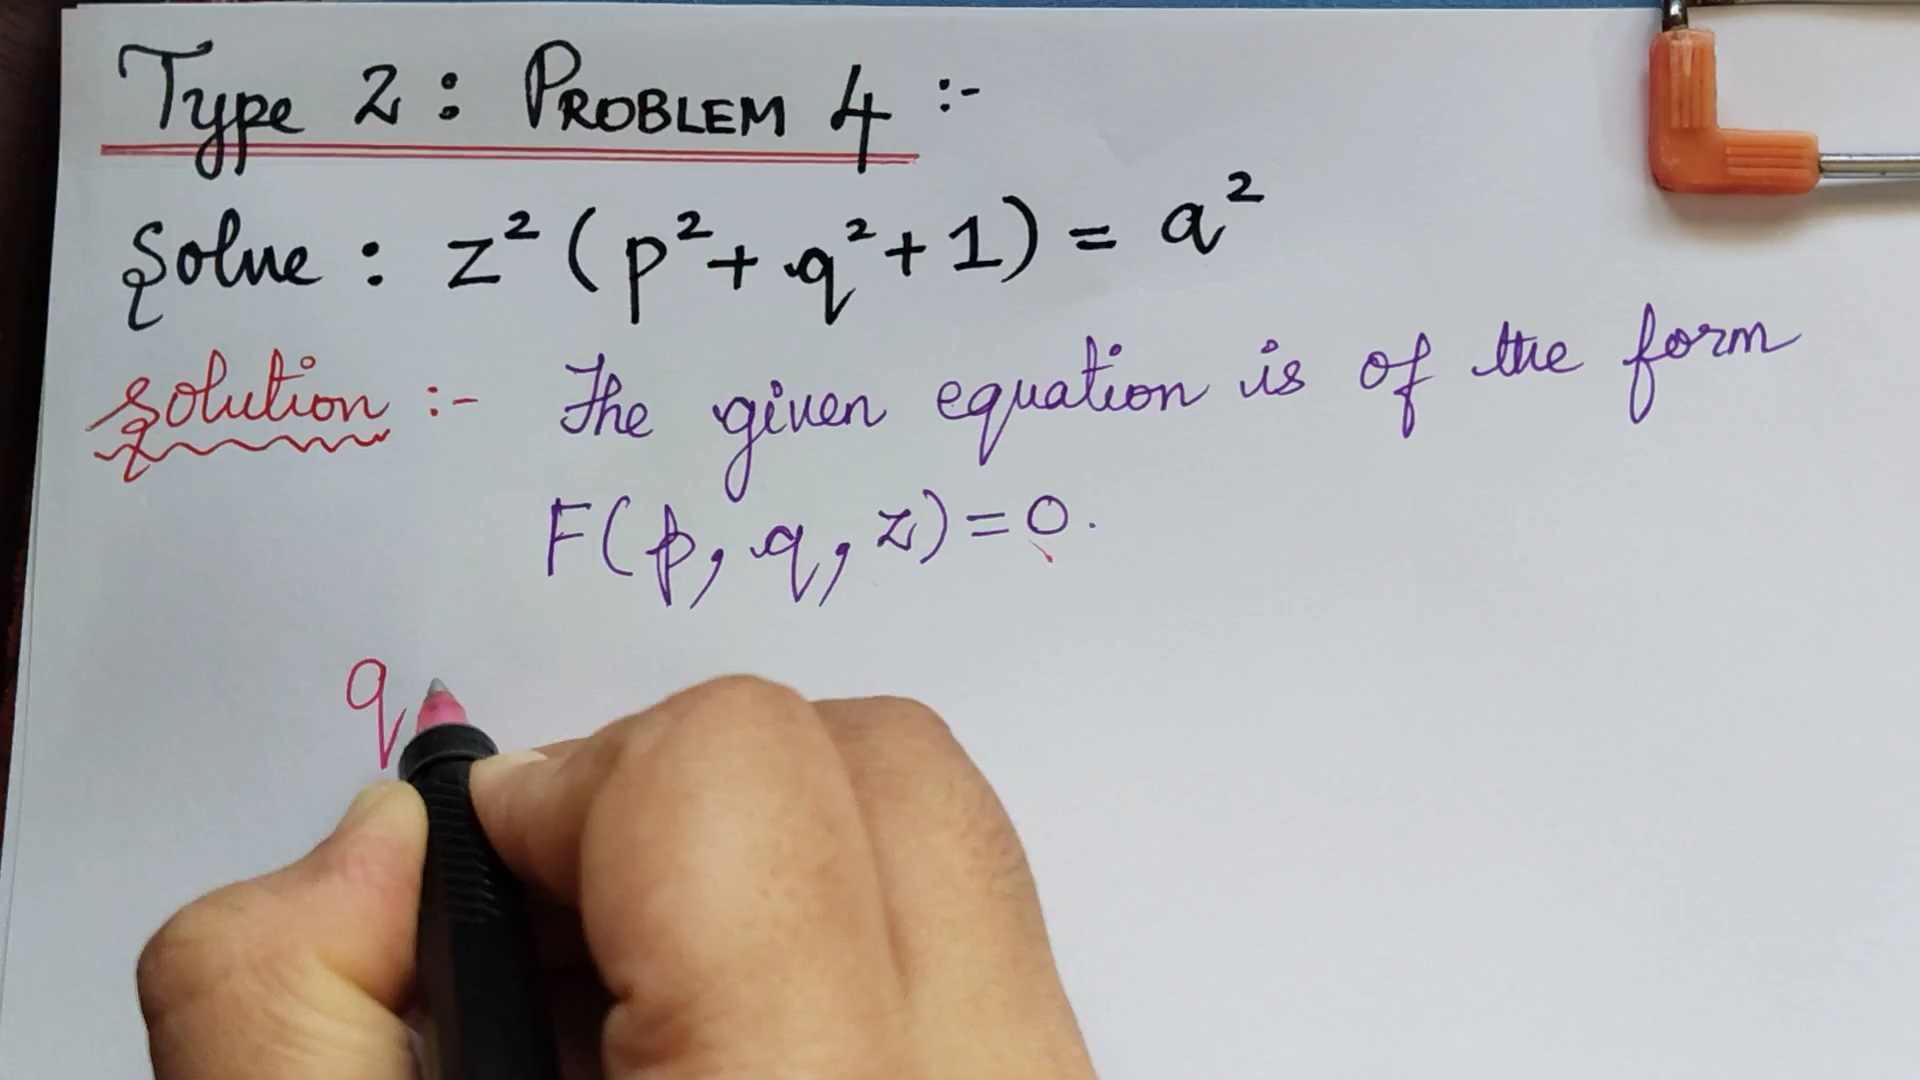 Type 2 : PROBLEM 4 :-
Solve : z² (p² + q² + 1) = a²
Solution :- The given equation is of the form
F(p, q, z) = 0.
q